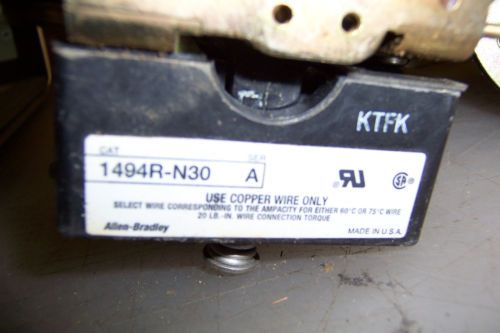 KTFK
CAT SER
1494R-N30 A
USE COPPER WIRE ONLY
SELECT WIRE CORRESPONDING TO THE AMPACITY FOR EITHER 60°C OR 75°C WIRE
20 LB.-IN. WIRE CONNECTION TORQUE
Allen-Bradley MADE IN U.S.A.